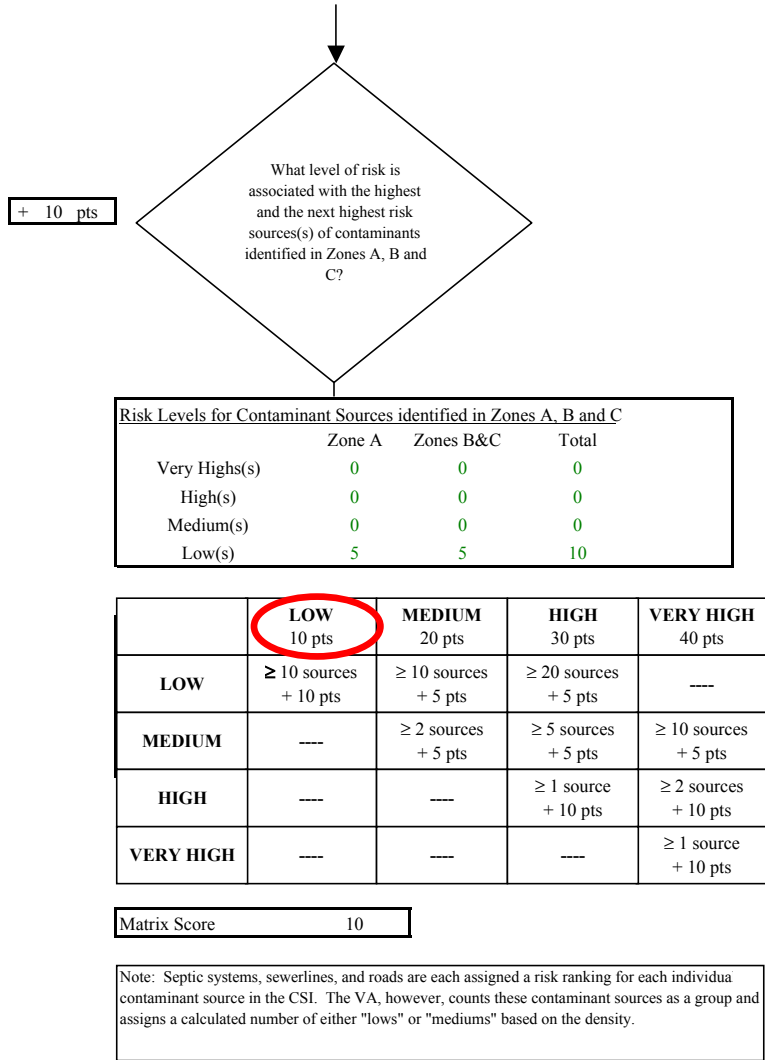 What level of risk is
associated with the highest
and the next highest risk
sources(s) of contaminants
identified in Zones A, B and
C?
+ 10 pts
Risk Levels for Contaminant Sources identified in Zones A, B and C
Zone A Zones B&C Total
Very Highs(s) 0 0 0
High(s) 0 0 0
Medium(s) 0 0 0
Low(s) 5 5 10
LOW MEDIUM HIGH VERY HIGH
10 pts 20 pts 30 pts 40 pts
LOW ≥ 10 sources + 10 pts ≥ 10 sources + 5 pts ≥ 20 sources + 5 pts ----
MEDIUM ---- ≥ 2 sources + 5 pts ≥ 5 sources + 5 pts ≥ 10 sources + 5 pts
HIGH ---- ---- ≥ 1 source + 10 pts ≥ 2 sources + 10 pts
VERY HIGH ---- ---- ---- ≥ 1 source + 10 pts
Matrix Score 10
Note: Septic systems, sewerlines, and roads are each assigned a risk ranking for each individua
contaminant source in the CSI. The VA, however, counts these contaminant sources as a group and
assigns a calculated number of either "lows" or "mediums" based on the density.